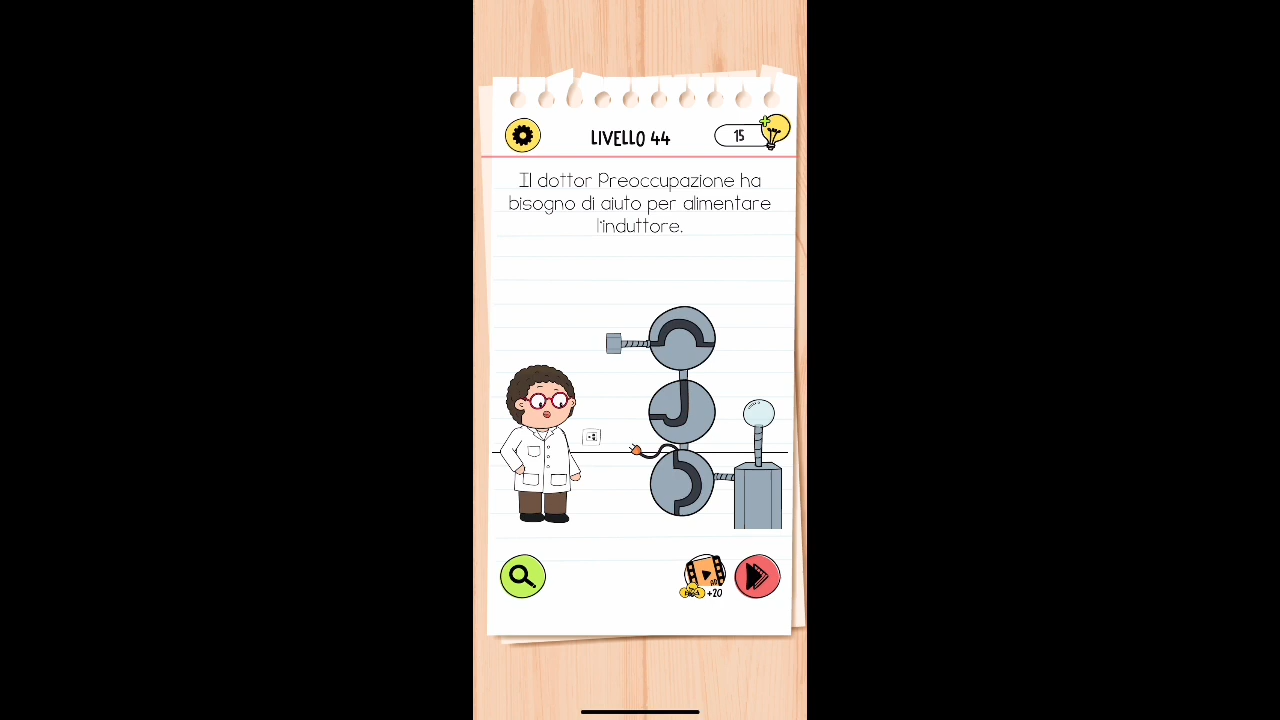 LIVELLO 44
15
Il dottor Preoccupazione ha
bisogno di aiuto per alimentare
l'induttore.
+20